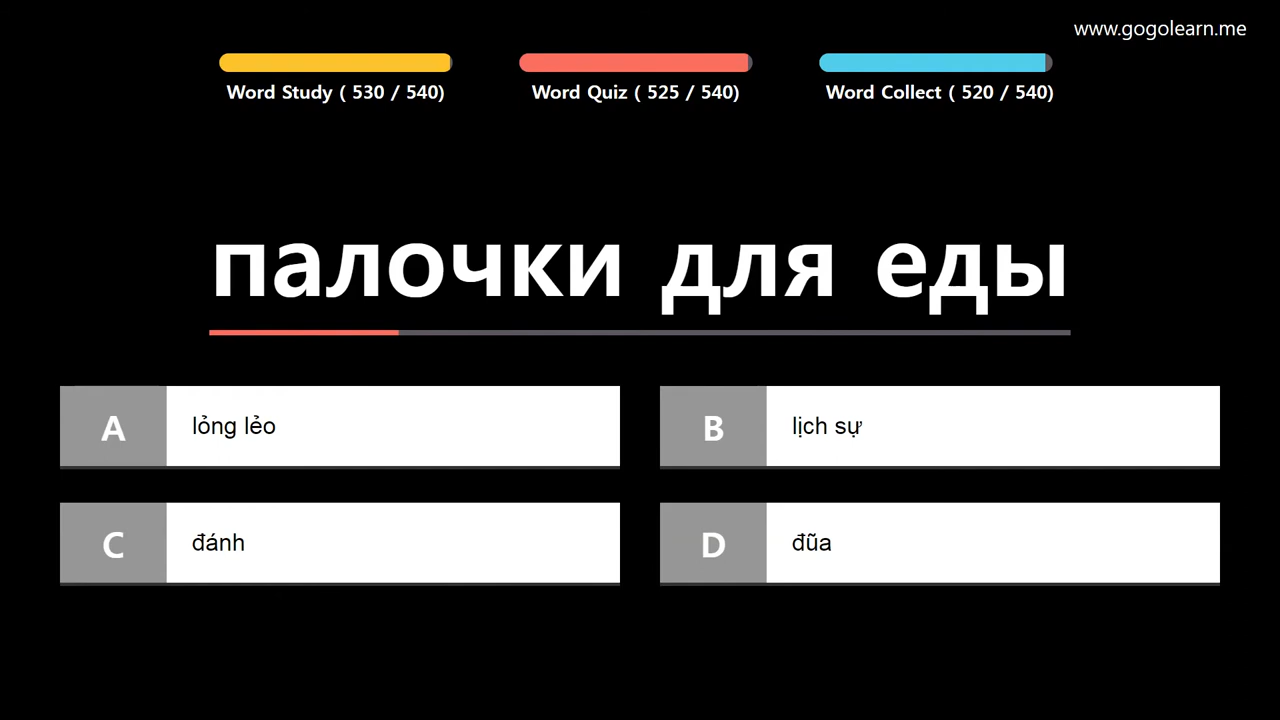 www.gogolearn.me
Word Study ( 530 / 540)
Word Quiz ( 525 / 540)
Word Collect ( 520 / 540)
палочки для еды
A
lỏng lẻo
B
lịch sự
C
đánh
D
đũa